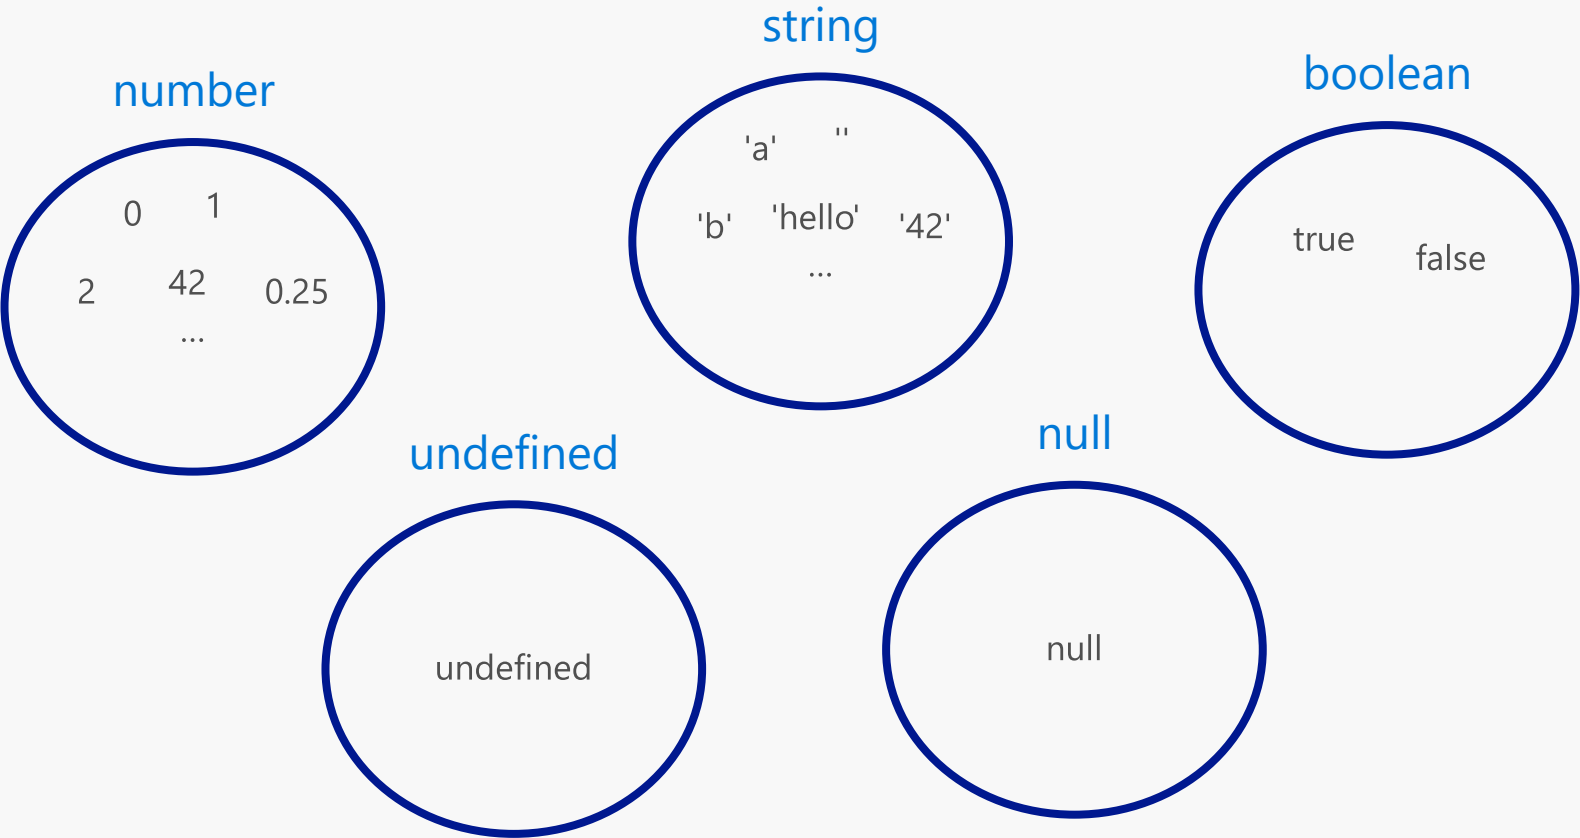 number
0 1
2 42 0.25
...
string
'a' ''
'b' 'hello' '42'
...
boolean
true false
undefined
undefined
null
null